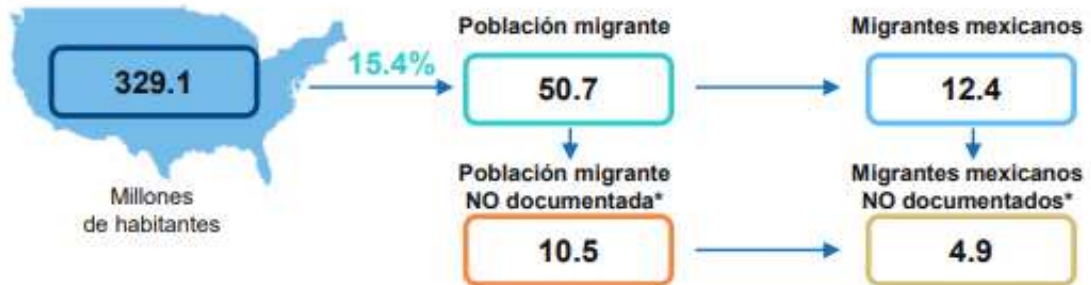 Población migrante
Migrantes mexicanos
329.1
15.4%
50.7
12.4
Millones
de habitantes
Población migrante
NO documentada*
Migrantes mexicanos
NO documentados*
10.5
4.9